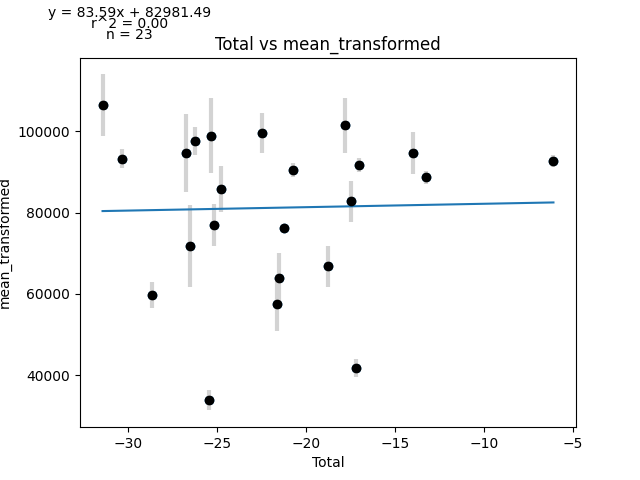 y = 83.59x + 82981.49
r^2 = 0.00
n = 23
Total vs mean_transformed
100000
80000
60000
40000
mean_transformed
−30
−25
−20
−15
−10
−5
Total